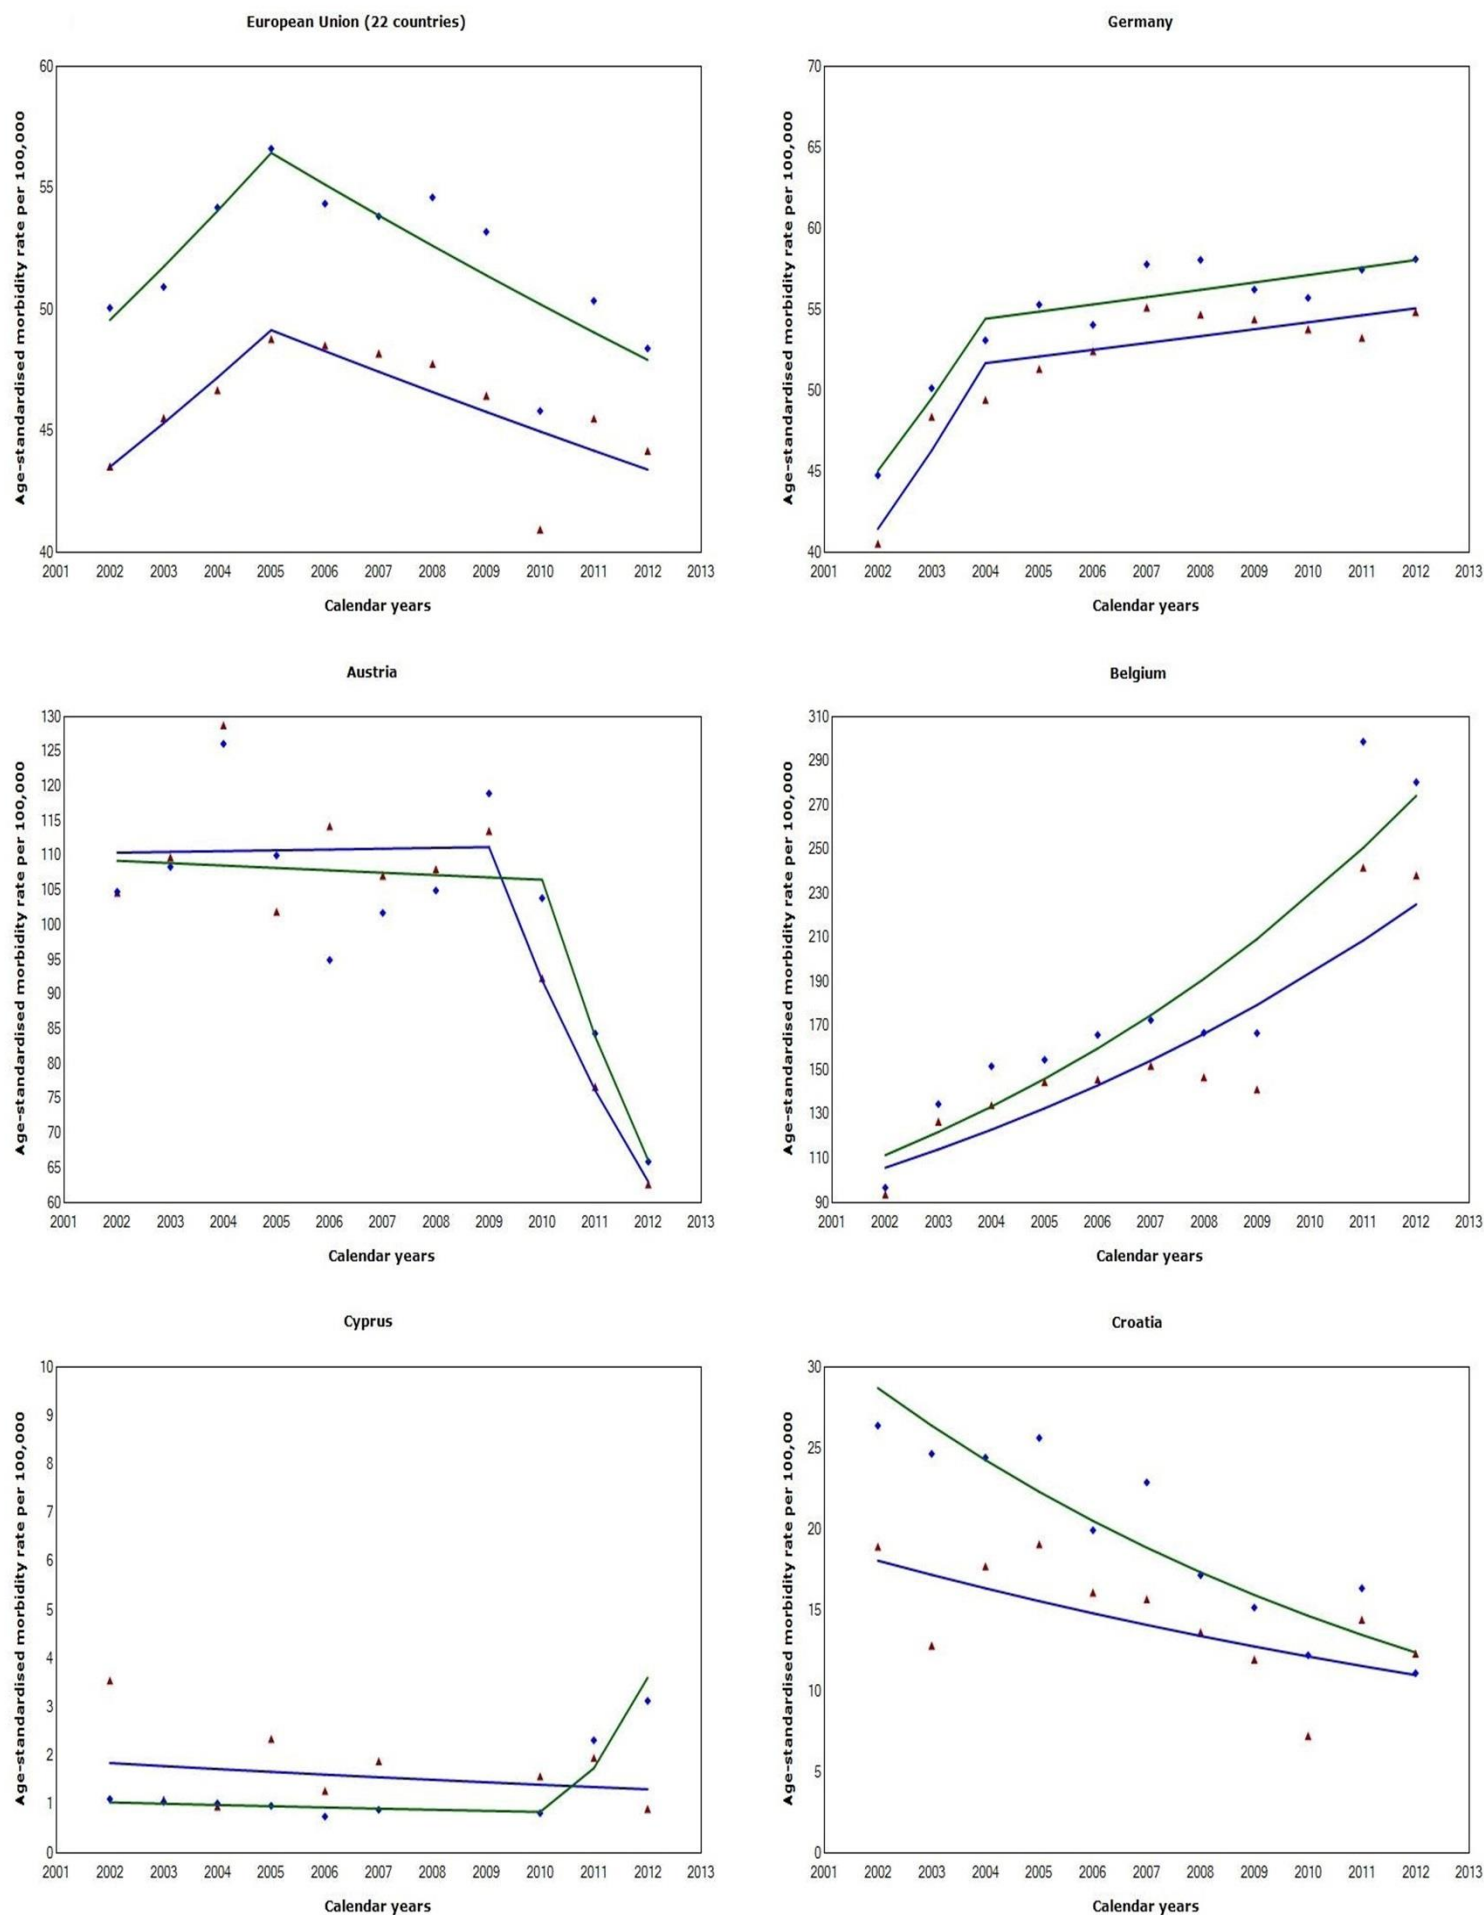 European Union (22 countries)
Age-standardised morbidity rate per 100,000
60
55
50
45
40
2001 2002 2003 2004 2005 2006 2007 2008 2009 2010 2011 2012 2013
Calendar years
Germany
Age-standardised morbidity rate per 100,000
70
65
60
55
50
45
40
2001 2002 2003 2004 2005 2006 2007 2008 2009 2010 2011 2012 2013
Calendar years
Austria
Age-standardised morbidity rate per 100,000
130
125
120
115
110
105
100
95
90
85
80
75
70
65
60
2001 2002 2003 2004 2005 2006 2007 2008 2009 2010 2011 2012 2013
Calendar years
Belgium
Age-standardised morbidity rate per 100,000
310
290
270
250
230
210
190
170
150
130
110
90
2001 2002 2003 2004 2005 2006 2007 2008 2009 2010 2011 2012 2013
Calendar years
Cyprus
Age-standardised morbidity rate per 100,000
10
9
8
7
6
5
4
3
2
1
0
2001 2002 2003 2004 2005 2006 2007 2008 2009 2010 2011 2012 2013
Calendar years
Croatia
Age-standardised morbidity rate per 100,000
30
25
20
15
10
5
0
2001 2002 2003 2004 2005 2006 2007 2008 2009 2010 2011 2012 2013
Calendar years